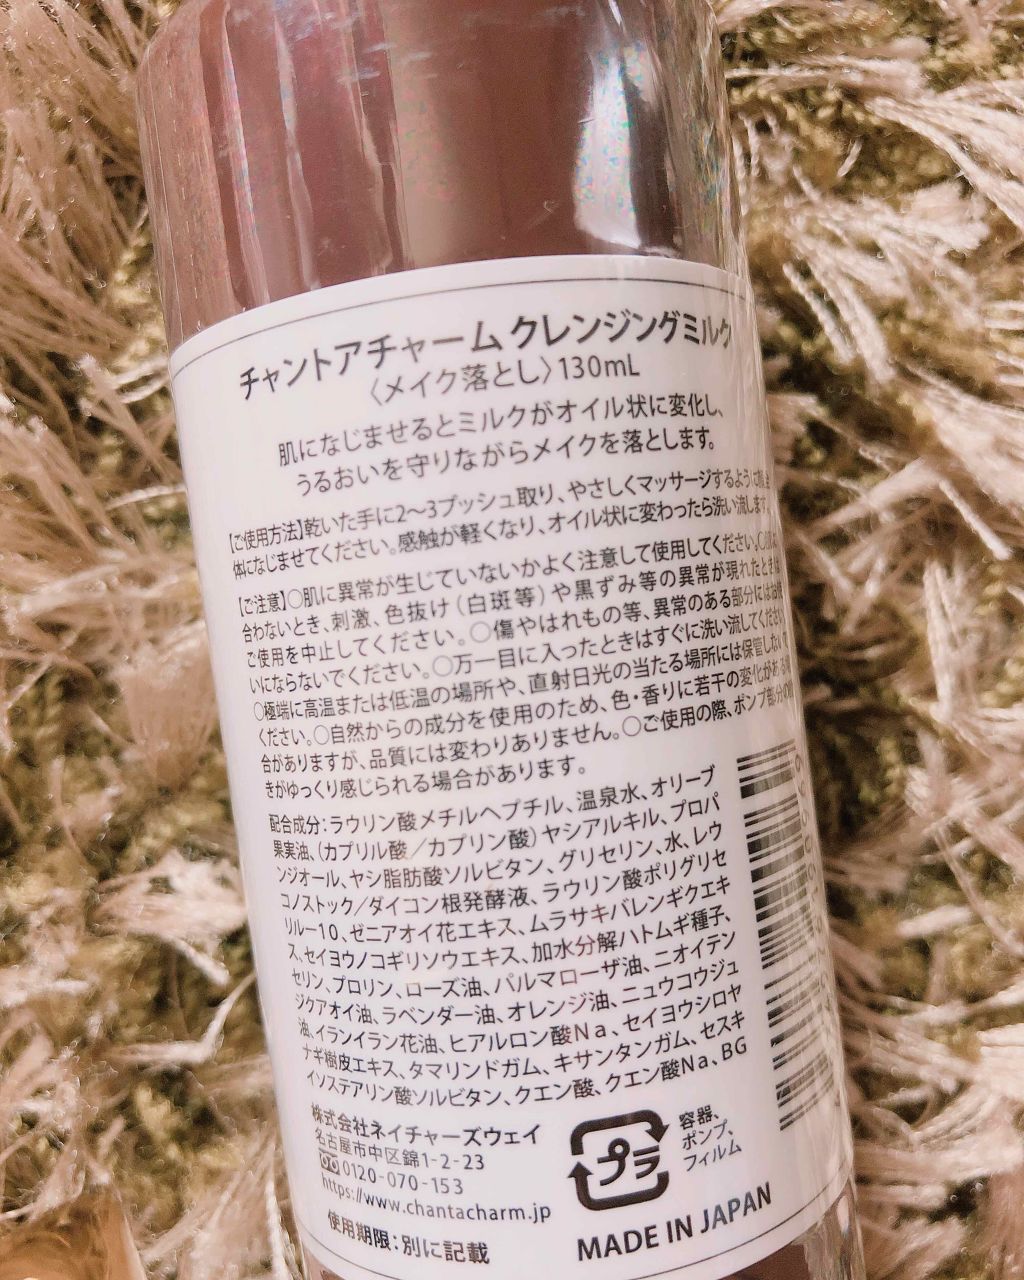 チャントアチャーム クレンジングミルク
〈メイク落とし〉130mL
肌になじませるとミルクがオイル状に変化し、
うるおいを守りながらメイクを落とします。
【ご使用方法】乾いた手に2〜3プッシュ取り、やさしくマッサージするように
体になじませてください。感触が軽くなり、オイル状に変わったら洗い流します。
【ご注意】○肌に異常が生じていないかよく注意して使用してください。
合わないとき、刺激、色抜け(白斑等)や黒ずみ等の異常が現れたときは
ご使用を中止してください。○傷やはれもの等、異常のある部分には
いにならないでください。○万一目に入ったときはすぐに洗い流してください
○極端に高温または低温の場所や、直射日光の当たる場所には保管しない
ください。○自然からの成分を使用のため、色・香りに若干の変化がある
合がありますが、品質には変わりありません。○ご使用の際、ポンプ部分の
きがゆっくり感じられる場合があります。
配合成分:ラウリン酸メチルヘプチル、温泉水、オリーブ
果実油、(カプリル酸/カプリン酸)ヤシアルキル、プロパ
ンジオール、ヤシ脂肪酸ソルビタン、グリセリン、水、レウ
コノストック/ダイコン根発酵液、ラウリン酸ポリグリセ
リルー10、ゼニアオイ花エキス、ムラサキバレンギクエキ
ス、セイヨウノコギリソウエキス、加水分解ハトムギ種子、
セリン、プロリン、ローズ油、パルマローザ油、ニオイテン
ジクアオイ油、ラベンダー油、オレンジ油、ニュウコウジュ
油、イランイラン花油、ヒアルロン酸Na、セイヨウシロヤ
ナギ樹皮エキス、タマリンドガム、キサンタンガム、セスキ
イソステアリン酸ソルビタン、クエン酸、クエン酸Na、BG
株式会社ネイチャーズウェイ
名古屋市中区錦1-2-23
0120-070-153
https://www.chantacharm.jp
使用期限:別に記載
プラ
容器、
ポンプ、
フィルム
MADE IN JAPAN